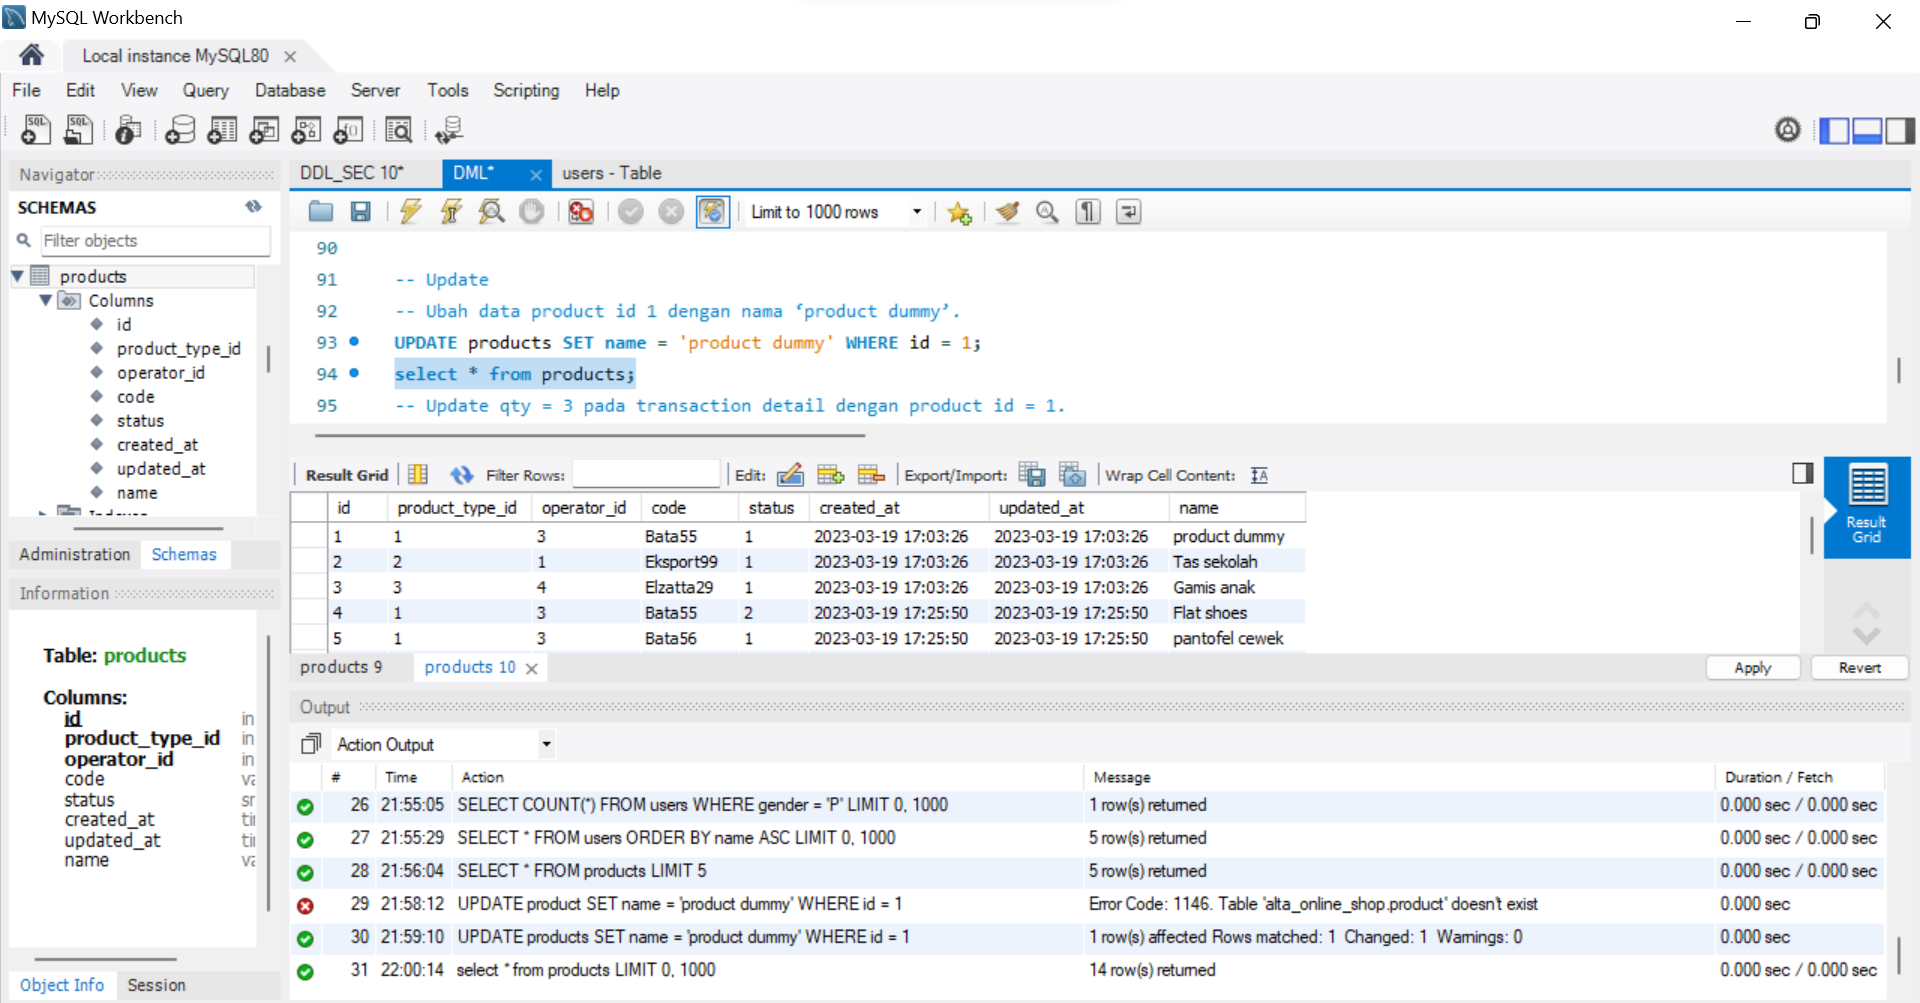 MySQL Workbench
Local instance MySQL80
File Edit View Query Database Server Tools Scripting Help
Navigator
SCHEMAS
Filter objects
products
Columns
id
product_type_id
operator_id
code
status
created_at
updated_at
name
Indexes
Administration Schemas
Information
Table: products
Columns:
id in
product_type_id in
operator_id in
code va
status sr
created_at ti
updated_at ti
name va
Object Info Session
DDL_SEC 10* DML* users - Table
Limit to 1000 rows
90
91 -- Update
92 -- Ubah data product id 1 dengan nama ‘product dummy’.
93 UPDATE products SET name = 'product dummy' WHERE id = 1;
94 select * from products;
95 -- Update qty = 3 pada transaction detail dengan product id = 1.
Result Grid Filter Rows: Edit: Export/Import: Wrap Cell Content:
id product_type_id operator_id code status created_at updated_at name
1 1 3 Bata55 1 2023-03-19 17:03:26 2023-03-19 17:03:26 product dummy
2 2 1 Eksport99 1 2023-03-19 17:03:26 2023-03-19 17:03:26 Tas sekolah
3 3 4 Elzatta29 1 2023-03-19 17:03:26 2023-03-19 17:03:26 Gamis anak
4 1 3 Bata55 2 2023-03-19 17:25:50 2023-03-19 17:25:50 Flat shoes
5 1 3 Bata56 1 2023-03-19 17:25:50 2023-03-19 17:25:50 pantofel cewek
Result
Grid
products 9 products 10 Apply Revert
Output
Action Output
# Time Action Message Duration / Fetch
26 21:55:05 SELECT COUNT(*) FROM users WHERE gender = 'P' LIMIT 0, 1000 1 row(s) returned 0.000 sec / 0.000 sec
27 21:55:29 SELECT * FROM users ORDER BY name ASC LIMIT 0, 1000 5 row(s) returned 0.000 sec / 0.000 sec
28 21:56:04 SELECT * FROM products LIMIT 5 5 row(s) returned 0.000 sec / 0.000 sec
29 21:58:12 UPDATE product SET name = 'product dummy' WHERE id = 1 Error Code: 1146. Table 'alta_online_shop.product' doesn't exist 0.000 sec
30 21:59:10 UPDATE products SET name = 'product dummy' WHERE id = 1 1 row(s) affected Rows matched: 1 Changed: 1 Warnings: 0 0.000 sec
31 22:00:14 select * from products LIMIT 0, 1000 14 row(s) returned 0.000 sec / 0.000 sec